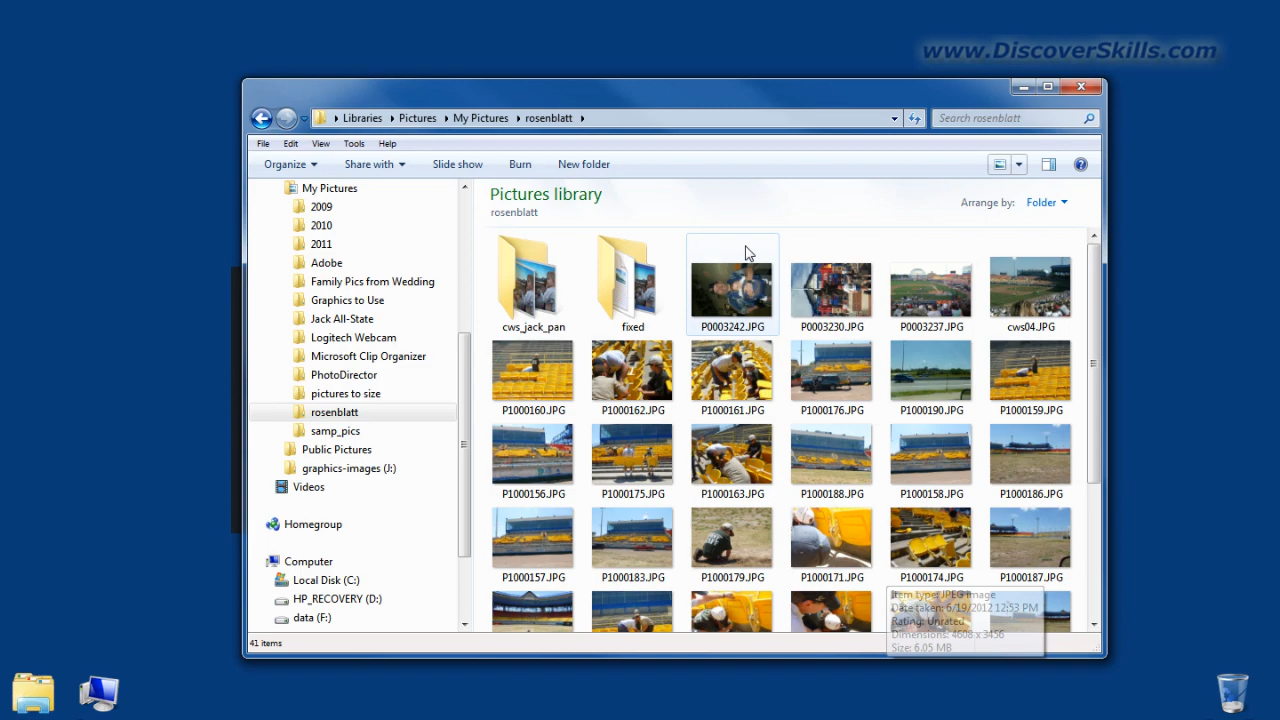 www.DiscoverSkills.com
Libraries Pictures My Pictures rosenblatt
Search rosenblatt
File Edit View Tools Help
Organize Share with Slide show Burn New folder
My Pictures
2009
2010
2011
Adobe
Family Pics from Wedding
Graphics to Use
Jack All-State
Logitech Webcam
Microsoft Clip Organizer
PhotoDirector
pictures to size
rosenblatt
samp_pics
Public Pictures
graphics-images (J:)
Videos
Homegroup
Computer
Local Disk (C:)
HP_RECOVERY (D:)
data (F:)
Pictures library
rosenblatt
Arrange by: Folder
cws_jack_pan fixed P0003242.JPG P0003230.JPG P0003237.JPG cws04.JPG
P1000160.JPG P1000162.JPG P1000161.JPG P1000176.JPG P1000190.JPG P1000159.JPG
P1000156.JPG P1000175.JPG P1000163.JPG P1000188.JPG P1000158.JPG P1000186.JPG
P1000157.JPG P1000183.JPG P1000179.JPG P1000171.JPG P1000174.JPG P1000187.JPG
Item type: JPEG image
Date taken: 6/19/2012 12:53 PM
Rating: Unrated
Dimensions: 4608 x 3456
Size: 6.05 MB
41 items